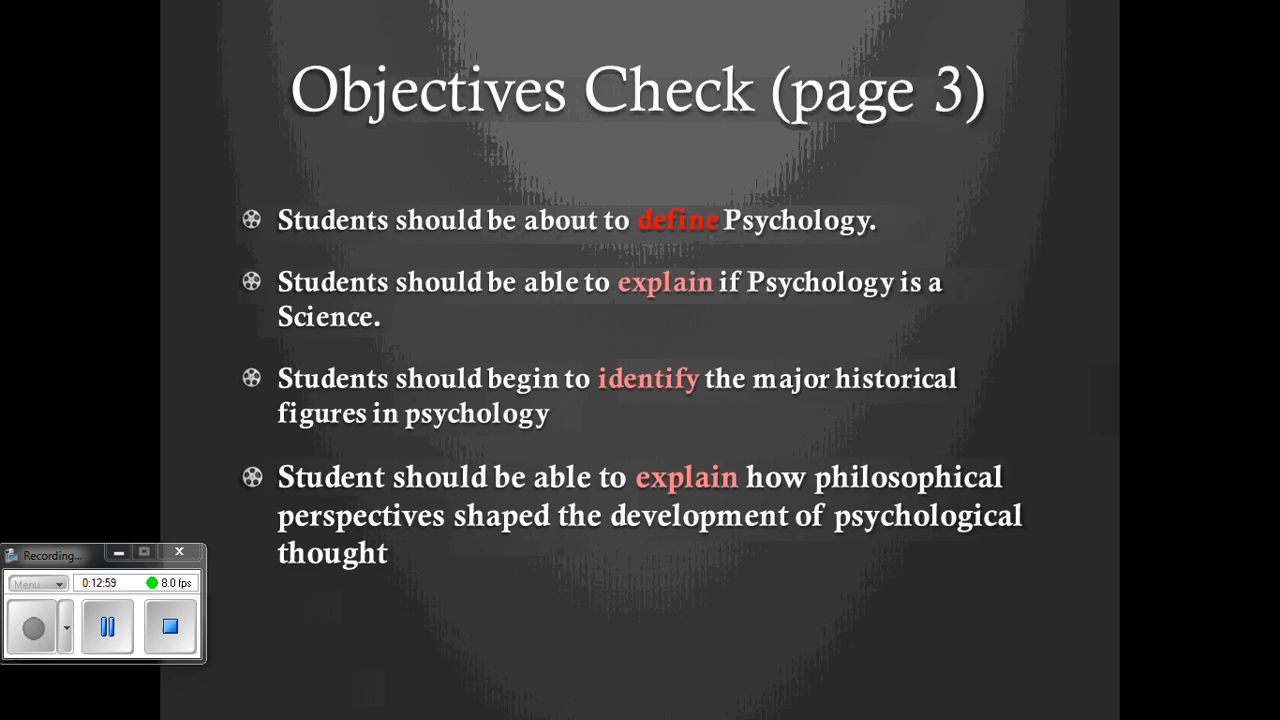 Objectives Check (page 3)
Students should be about to define Psychology.
Students should be able to explain if Psychology is a
Science.
Students should begin to identify the major historical
figures in psychology
Student should be able to explain how philosophical
perspectives shaped the development of psychological
thought
Recording...
Menu
0:12:59
8.0 fps